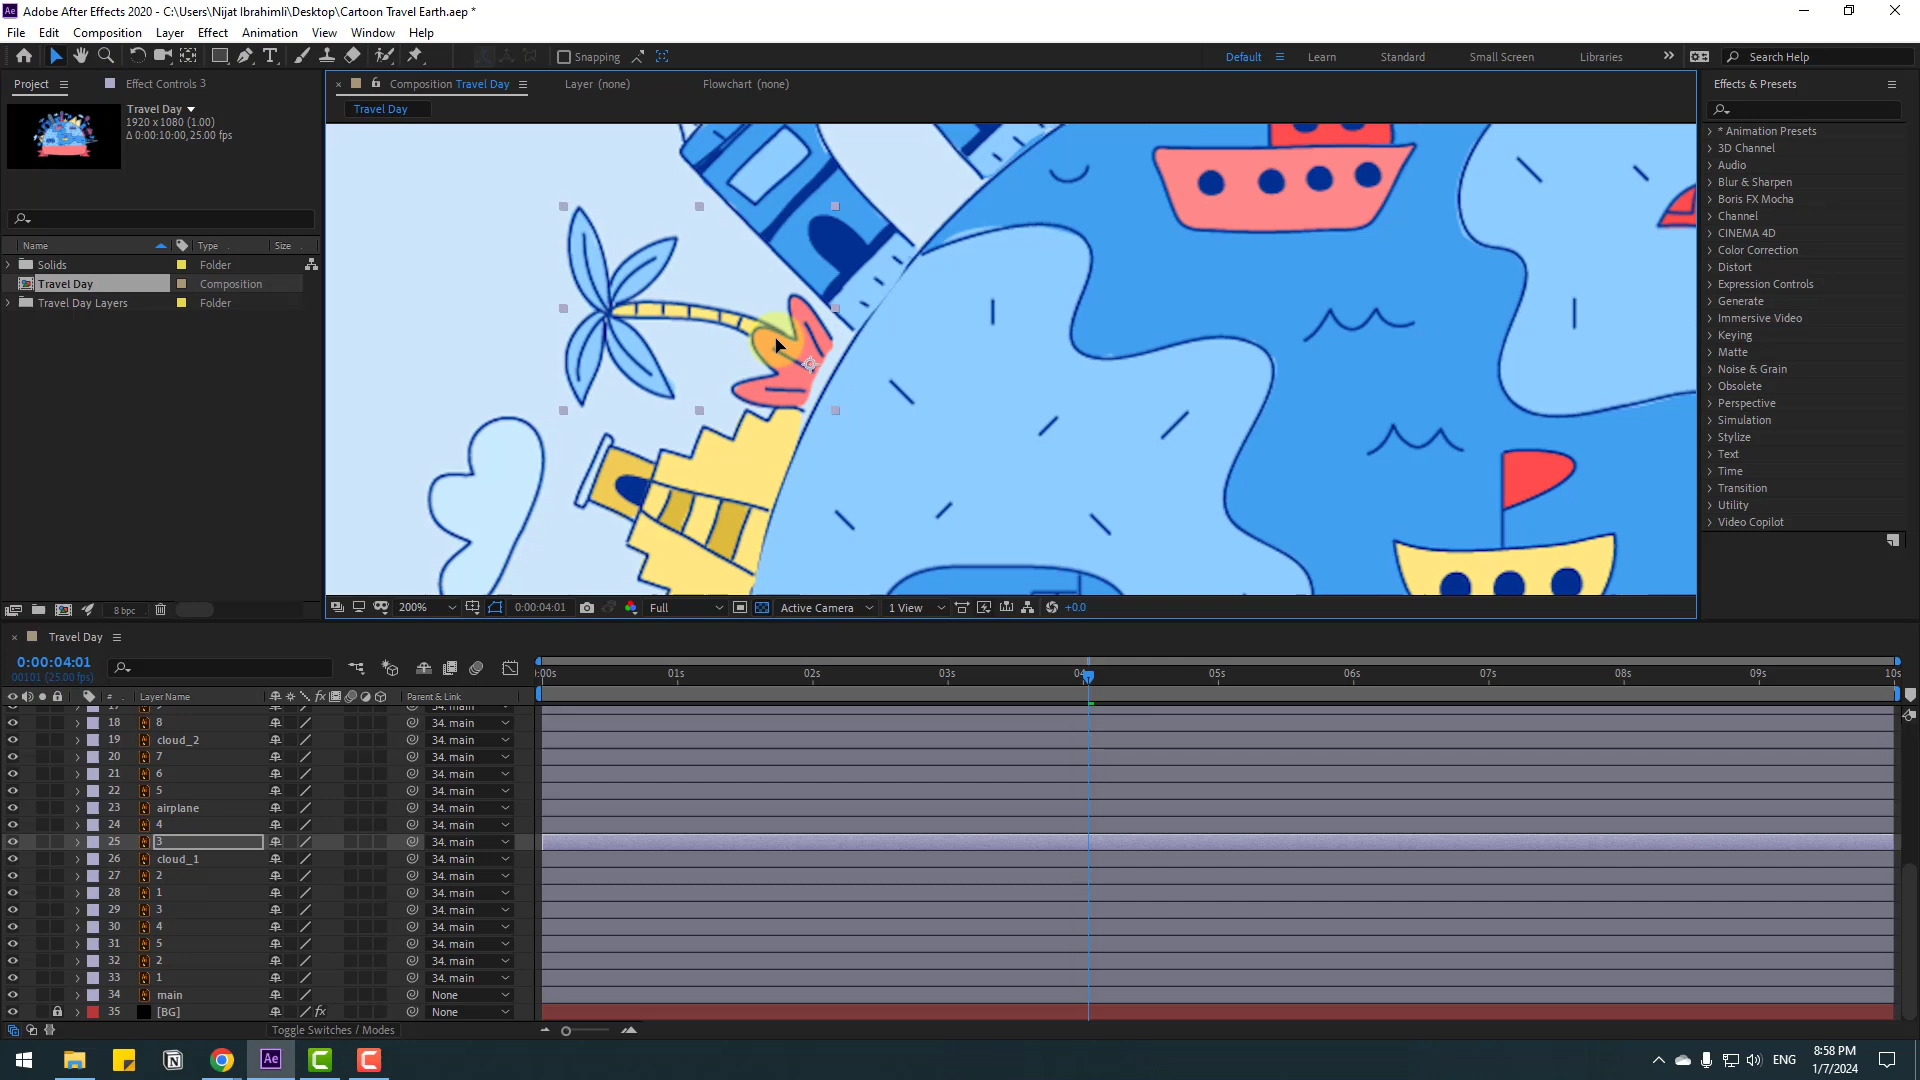 Adobe After Effects 2020 - C:\Users\Nijat Ibrahimli\Desktop\Cartoon Travel Earth.aep *
File Edit Composition Layer Effect Animation View Window Help
Snapping
Default Learn Standard Small Screen Libraries
Search Help
Project Effect Controls 3
Composition Travel Day Layer (none) Flowchart (none)
Effects & Presets
Travel Day
1920 x 1080 (1.00)
Δ 0:00:10:00, 25.00 fps
Travel Day
Name Type Size
Solids Folder
Travel Day Composition
Travel Day Layers Folder
8 bpc
* Animation Presets
3D Channel
Audio
Blur & Sharpen
Boris FX Mocha
Channel
CINEMA 4D
Color Correction
Distort
Expression Controls
Generate
Immersive Video
Keying
Matte
Noise & Grain
Obsolete
Perspective
Simulation
Stylize
Text
Time
Transition
Utility
Video Copilot
200% 0:00:04:01 Full Active Camera 1 View +0.0
Travel Day
0:00:04:01
00101 (25.00 fps)
:00s 01s 02s 03s 04s 05s 06s 07s 08s 09s 10s
# Layer Name fx Parent & Link
18 8 34. main
19 cloud_2 34. main
20 7 34. main
21 6 34. main
22 5 34. main
23 airplane 34. main
24 4 34. main
25 3 34. main
26 cloud_1 34. main
27 2 34. main
28 1 34. main
29 3 34. main
30 4 34. main
31 5 34. main
32 2 34. main
33 1 34. main
34 main None
35 [BG] fx None
Toggle Switches / Modes
ENG
8:58 PM
1/7/2024